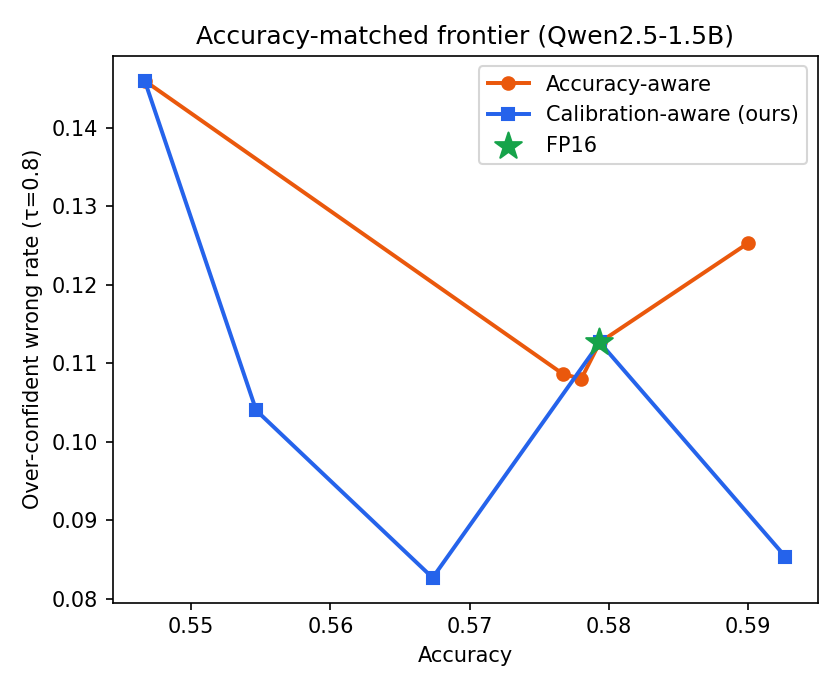 Accuracy-matched frontier (Qwen2.5-1.5B)
Accuracy-aware
Calibration-aware (ours)
FP16
Over-confident wrong rate (τ=0.8)
0.14
0.13
0.12
0.11
0.10
0.09
0.08
0.55 0.56 0.57 0.58 0.59
Accuracy